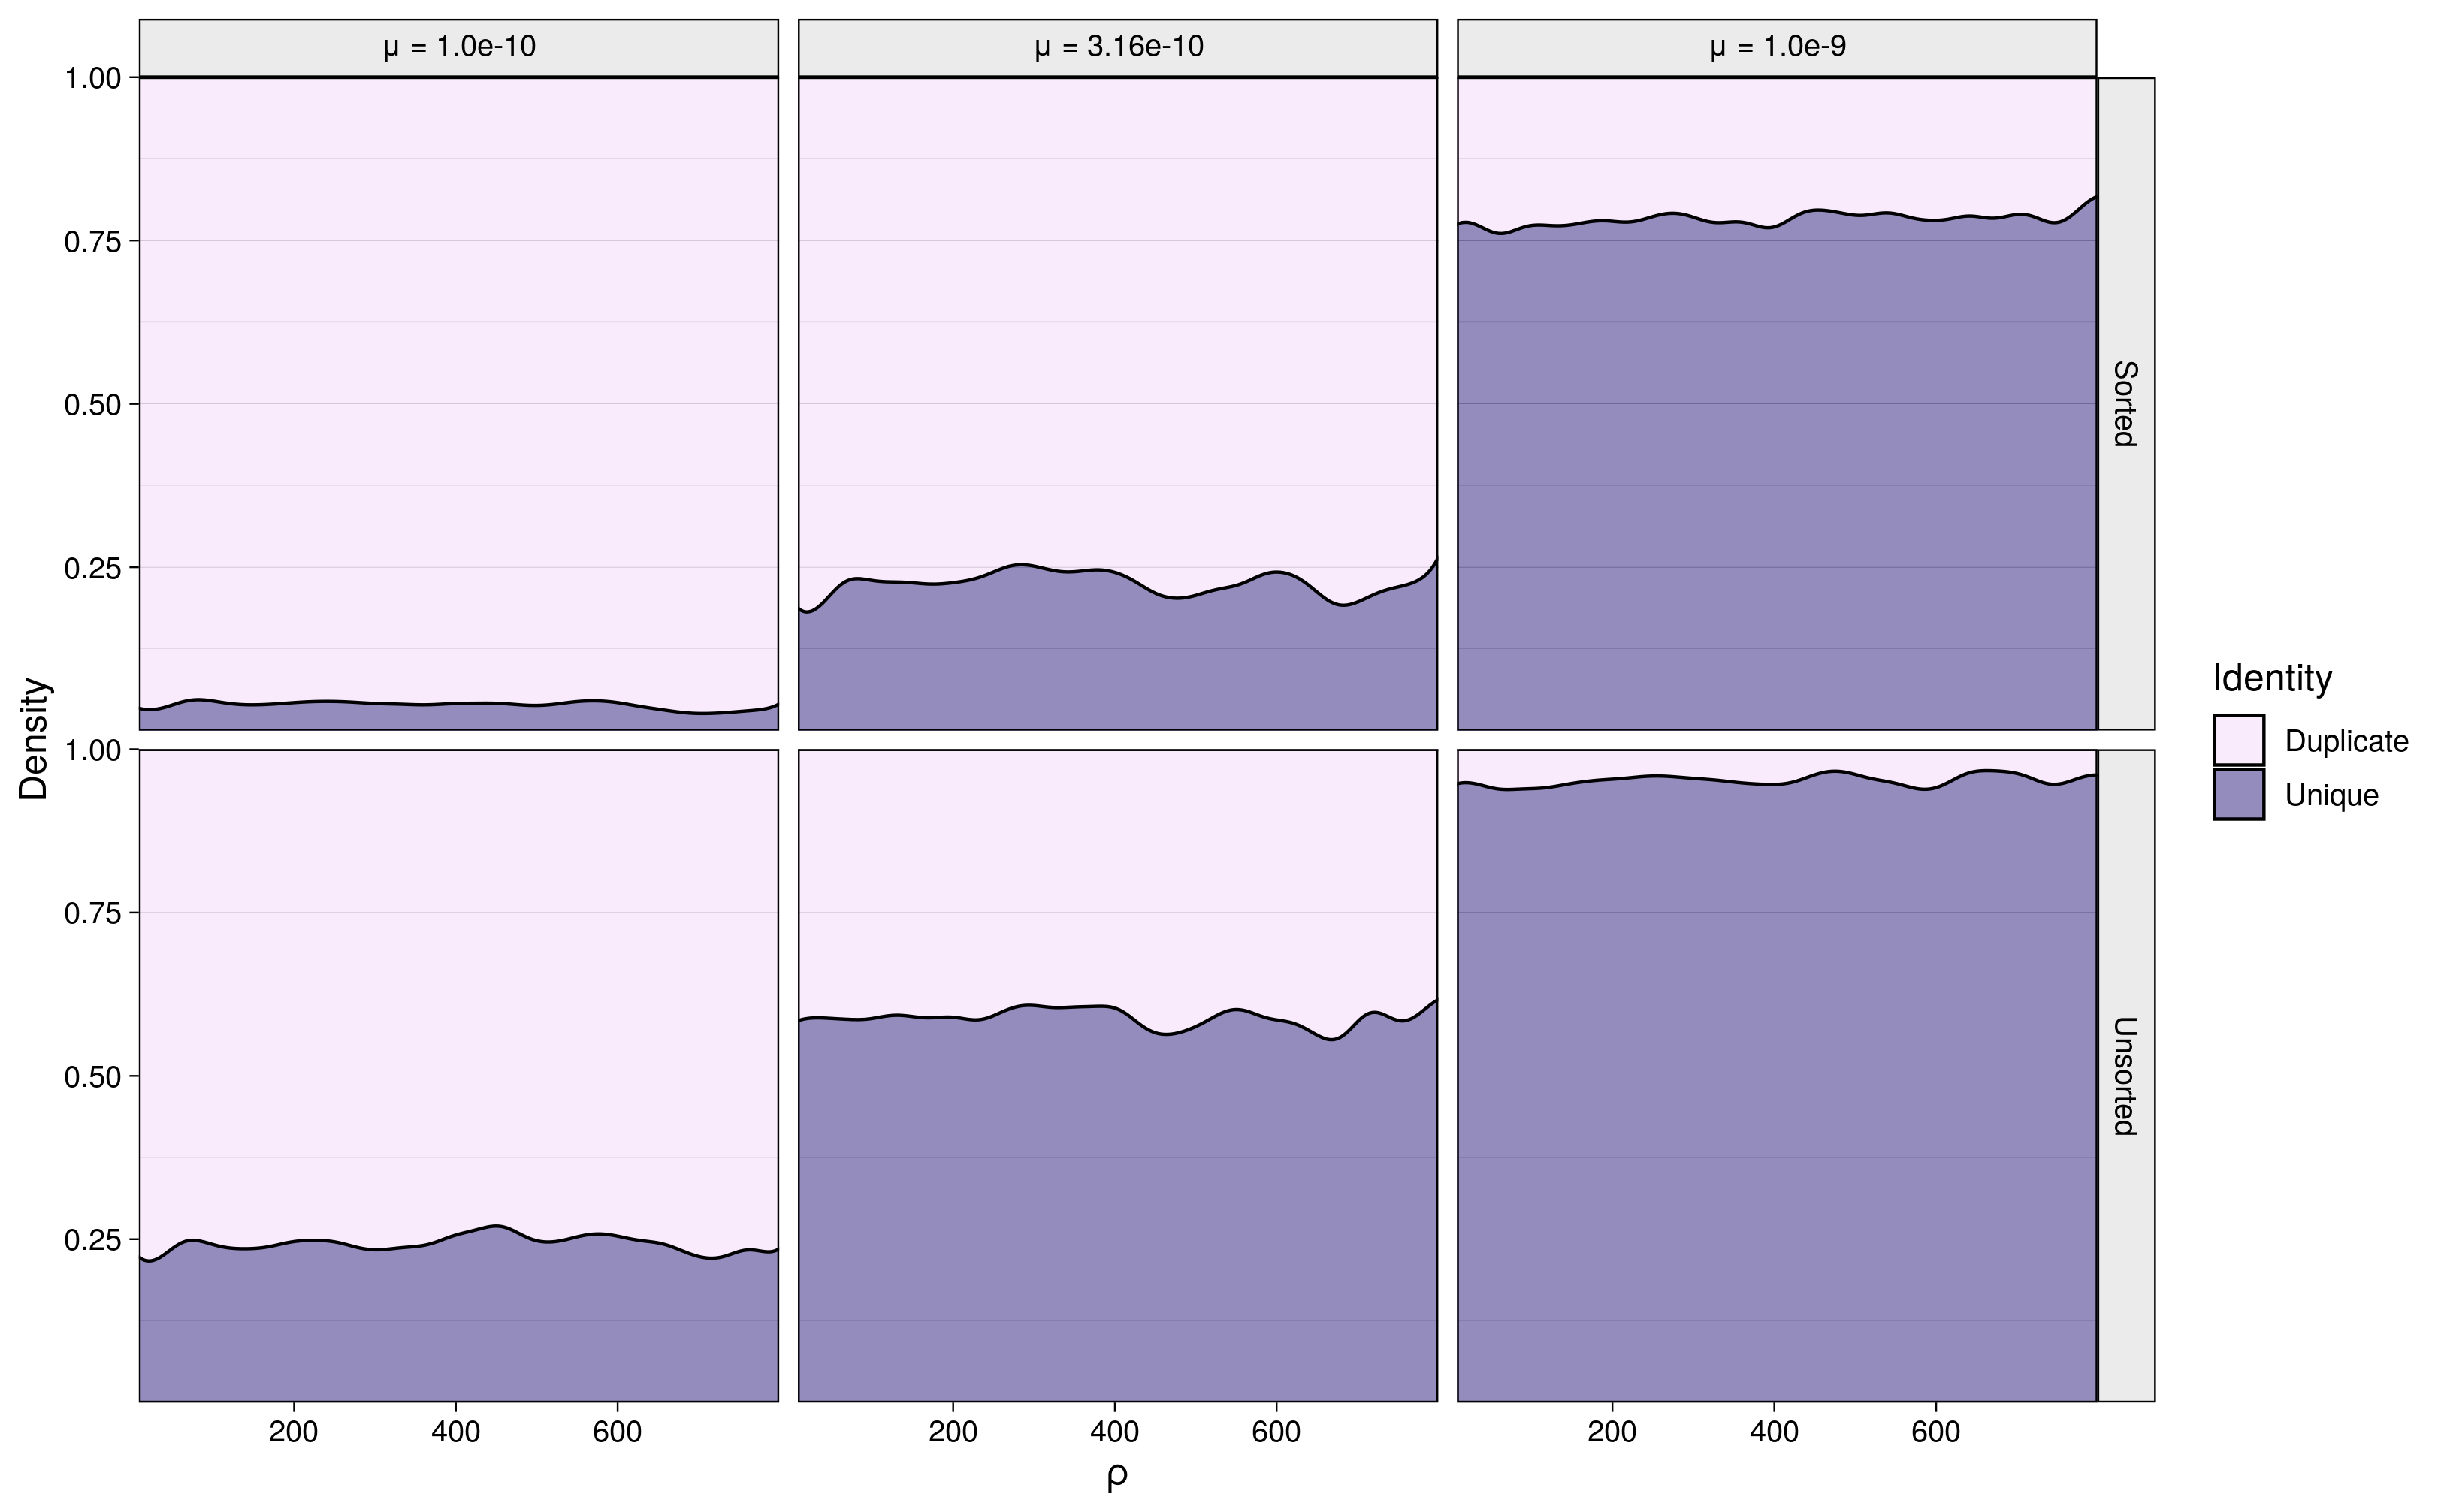 μ = 1.0e-10
μ = 3.16e-10
μ = 1.0e-9
1.00
0.75
0.50
0.25
Sorted
Density
1.00
0.75
0.50
0.25
Unsorted
200 400 600
200 400 600
200 400 600
ρ
Identity
Duplicate
Unique